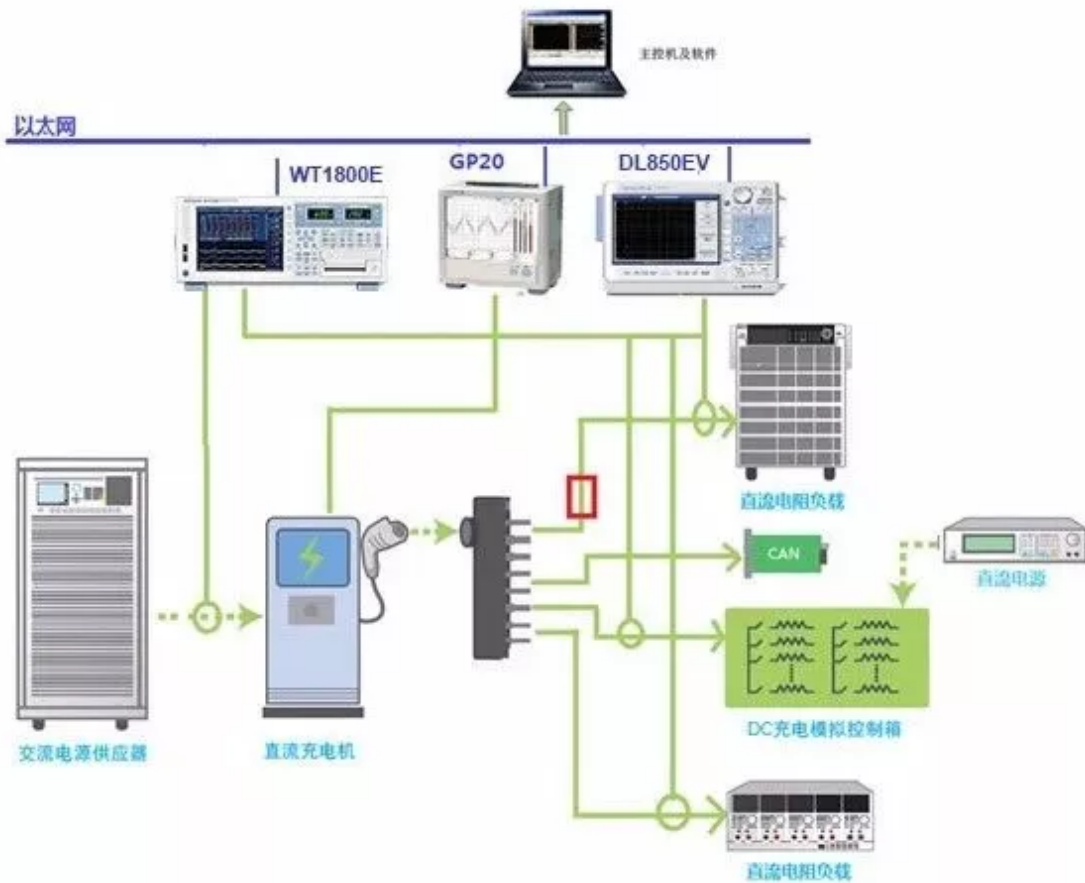 主控机及软件
以太网
WT1800E
GP20
DL850EV
直流电阻负载
CAN
直流电源
交流电源供应器
直流充电机
DC充电模拟控制箱
直流电阻负载